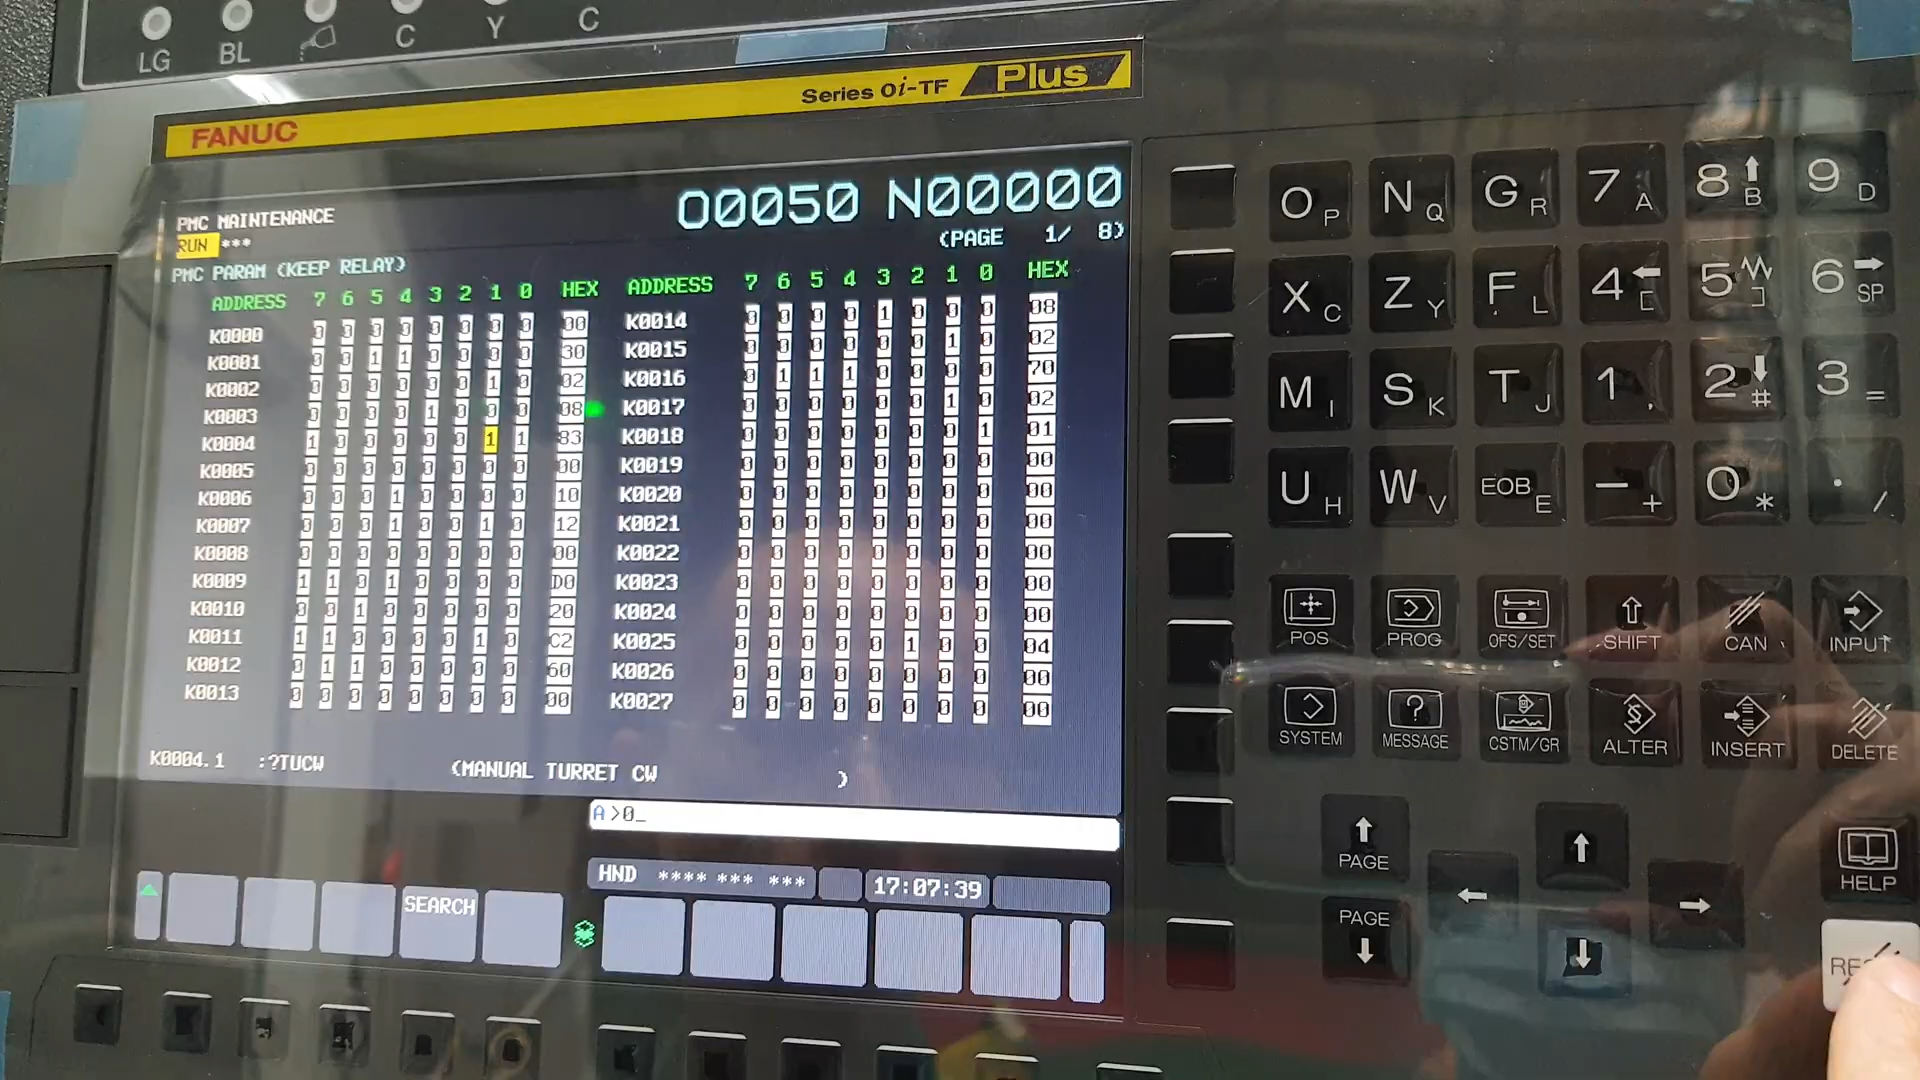 LG BL C Y C
Series 0i-TF Plus
FANUC
O0050 N00000
PMC MAINTENANCE
RUN ***
(PAGE 1/ 8)
PMC PARAM (KEEP RELAY)
ADDRESS 7 6 5 4 3 2 1 0 HEX ADDRESS 7 6 5 4 3 2 1 0 HEX
K0000 0 0 0 0 0 0 0 0 00 K0014 0 0 0 0 1 0 0 0 08
K0001 0 0 1 1 0 0 0 0 30 K0015 0 0 0 0 0 0 1 0 02
K0002 0 0 0 0 0 0 1 0 02 K0016 0 1 1 1 0 0 0 0 70
K0003 0 0 0 0 1 0 0 0 08 K0017 0 0 0 0 0 0 1 0 02
K0004 1 0 0 0 0 0 1 1 83 K0018 0 0 0 0 0 0 0 1 01
K0005 0 0 0 0 0 0 0 0 00 K0019 0 0 0 0 0 0 0 0 00
K0006 0 0 0 1 0 0 0 0 10 K0020 0 0 0 0 0 0 0 0 00
K0007 0 0 0 1 0 0 1 0 12 K0021 0 0 0 0 0 0 0 0 00
K0008 0 0 0 0 0 0 0 0 00 K0022 0 0 0 0 0 0 0 0 00
K0009 1 1 0 1 0 0 0 0 D0 K0023 0 0 0 0 0 0 0 0 00
K0010 0 0 1 0 0 0 0 0 20 K0024 0 0 0 0 0 0 0 0 00
K0011 1 1 0 0 0 0 1 0 C2 K0025 0 0 0 0 0 1 0 0 04
K0012 0 1 1 0 0 0 0 0 60 K0026 0 0 0 0 0 0 0 0 00
K0013 0 0 0 0 0 0 0 0 00 K0027 0 0 0 0 0 0 0 0 00
K0004.1 :?TUCW (MANUAL TURRET CW )
A >0_
HND **** *** *** 17:07:39
SEARCH
O P N Q G R 7 A 8 B 9 D
X C Z Y F L 4 [ 5 ] 6 SP
M I S K T J 1 , 2 # 3 =
U H W V EOB E - + 0 * . /
POS PROG OFS/SET SHIFT CAN INPUT
SYSTEM ? MESSAGE CSTM/GR ALTER INSERT DELETE
PAGE
HELP
PAGE